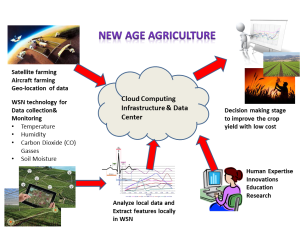 NEW AGE AGRICULTURE
Satellite farming
Aircraft farming
Geo-location of data
WSN technology for
Data collection&
Monitoring
• Temperature
• Humidity
• Carbon Dioxide (CO)
Gasses
• Soil Moisture
Cloud Computing
Infrastructure & Data
Center
Decision making stage
to improve the crop
yield with low cost
Analyze local data and
Extract features locally
in WSN
Human Expertise
Innovations
Education
Research